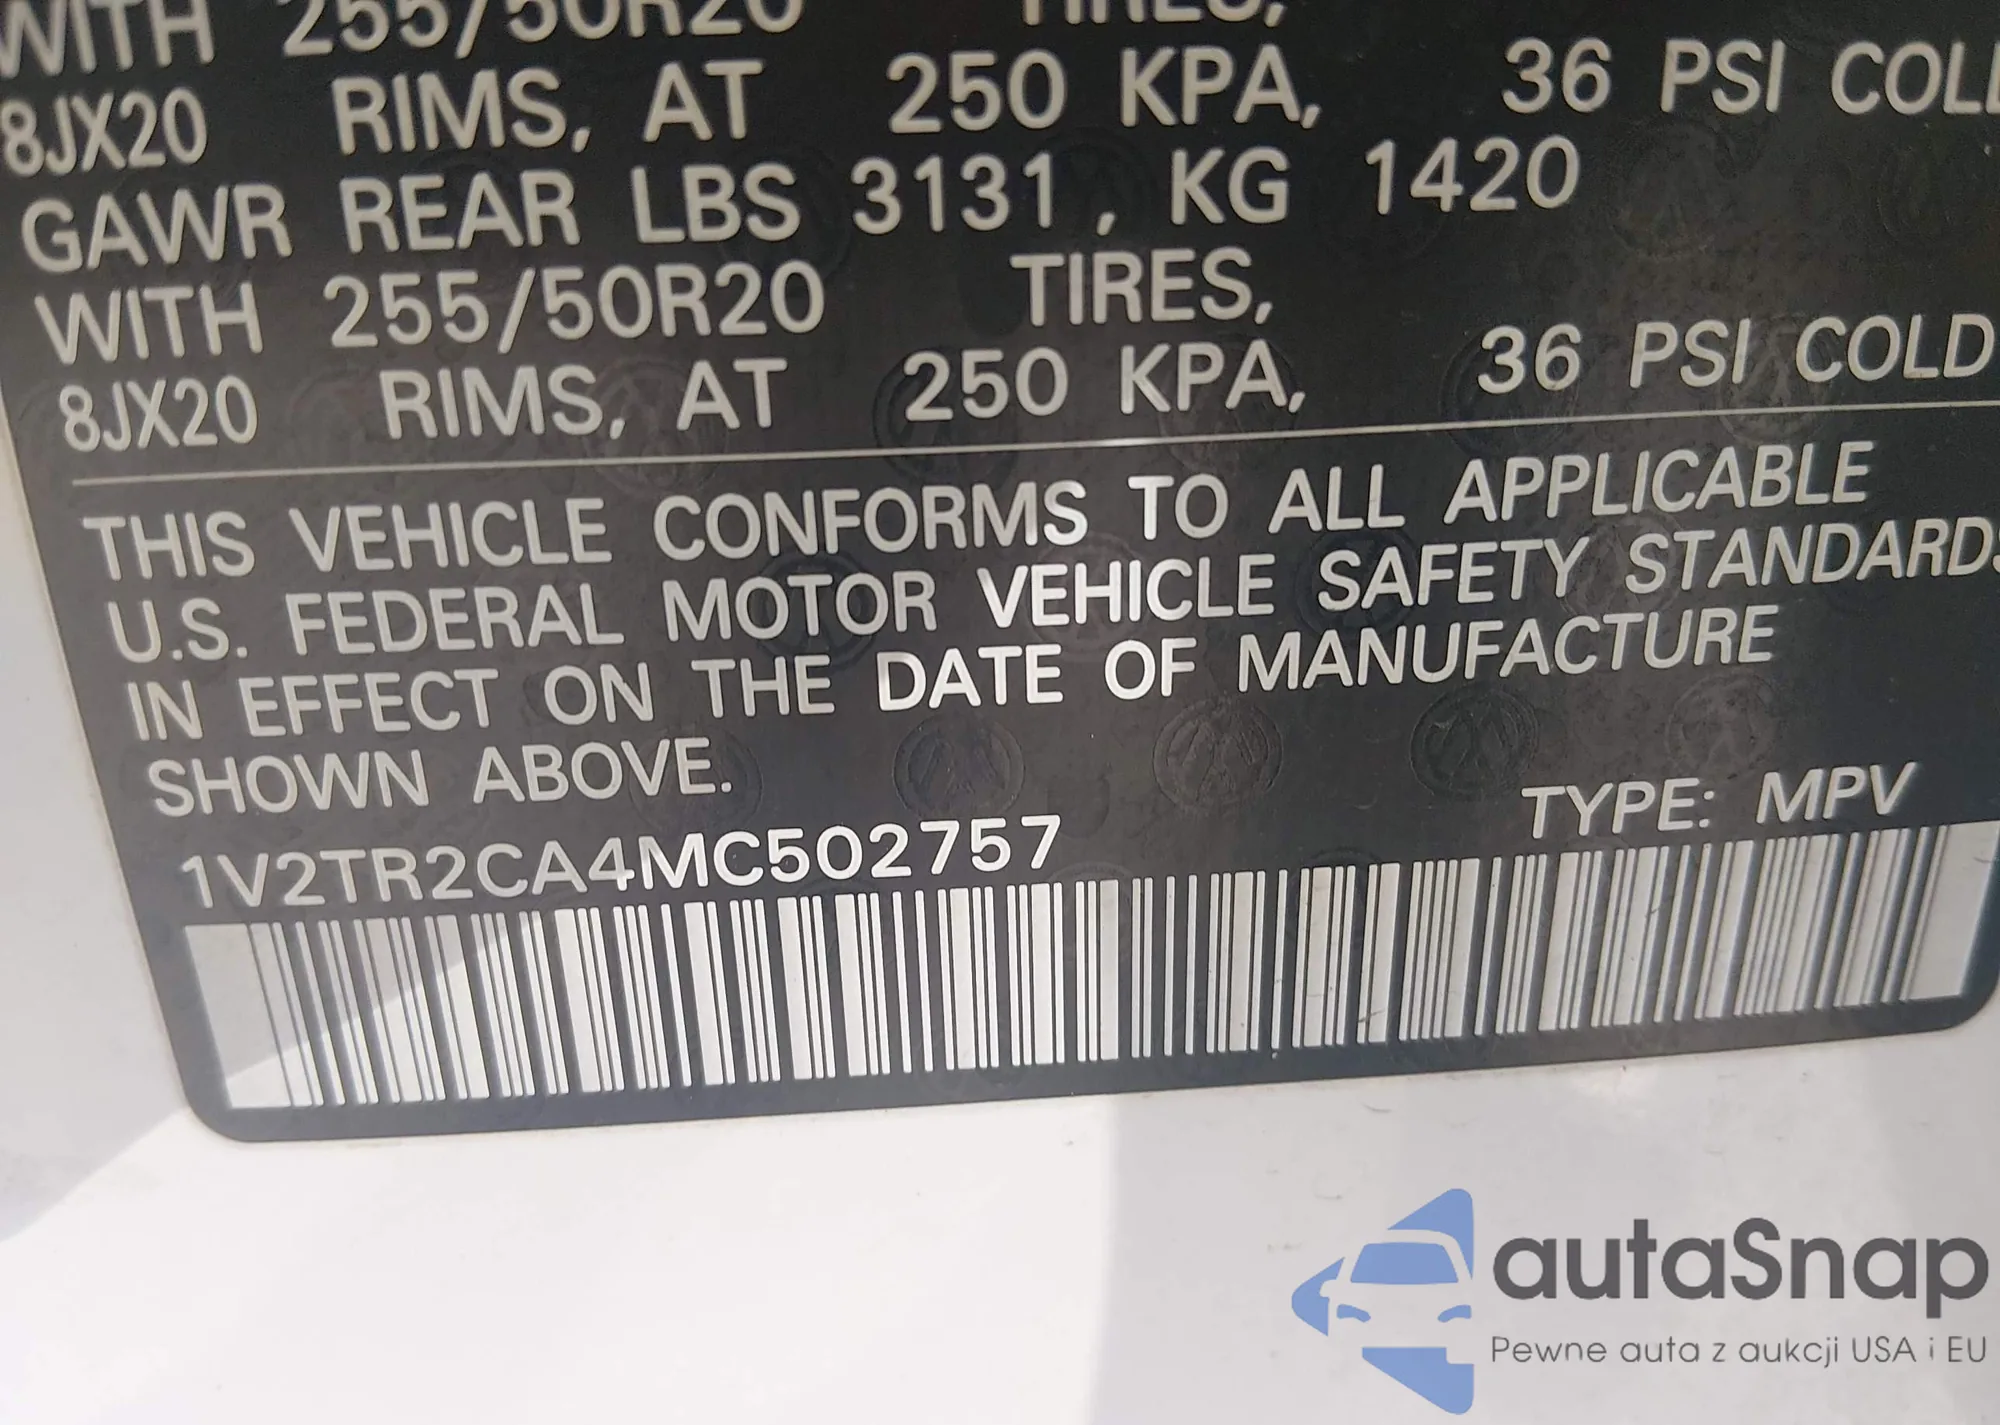 WITH 255/50R20 TIRES,
8JX20 RIMS, AT 250 KPA, 36 PSI COLD
GAWR REAR LBS 3131, KG 1420
WITH 255/50R20 TIRES,
8JX20 RIMS, AT 250 KPA, 36 PSI COLD
THIS VEHICLE CONFORMS TO ALL APPLICABLE
U.S. FEDERAL MOTOR VEHICLE SAFETY STANDARDS
IN EFFECT ON THE DATE OF MANUFACTURE
SHOWN ABOVE.
1V2TR2CA4MC502757 TYPE: MPV
autaSnap
Pewne auta z aukcji USA i EU